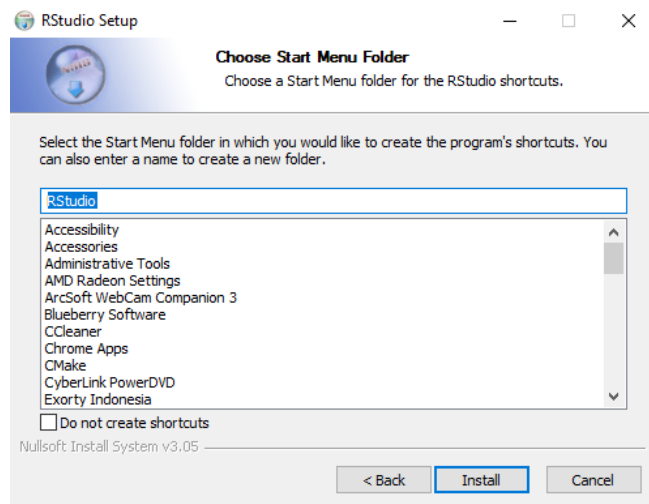 RStudio Setup
Choose Start Menu Folder
Choose a Start Menu folder for the RStudio shortcuts.
Select the Start Menu folder in which you would like to create the program's shortcuts. You
can also enter a name to create a new folder.
RStudio
Accessibility
Accessories
Administrative Tools
AMD Radeon Settings
ArcSoft WebCam Companion 3
Blueberry Software
CCleaner
Chrome Apps
CMake
CyberLink PowerDVD
Exorty Indonesia
Do not create shortcuts
Nullsoft Install System v3.05
< Back Install Cancel